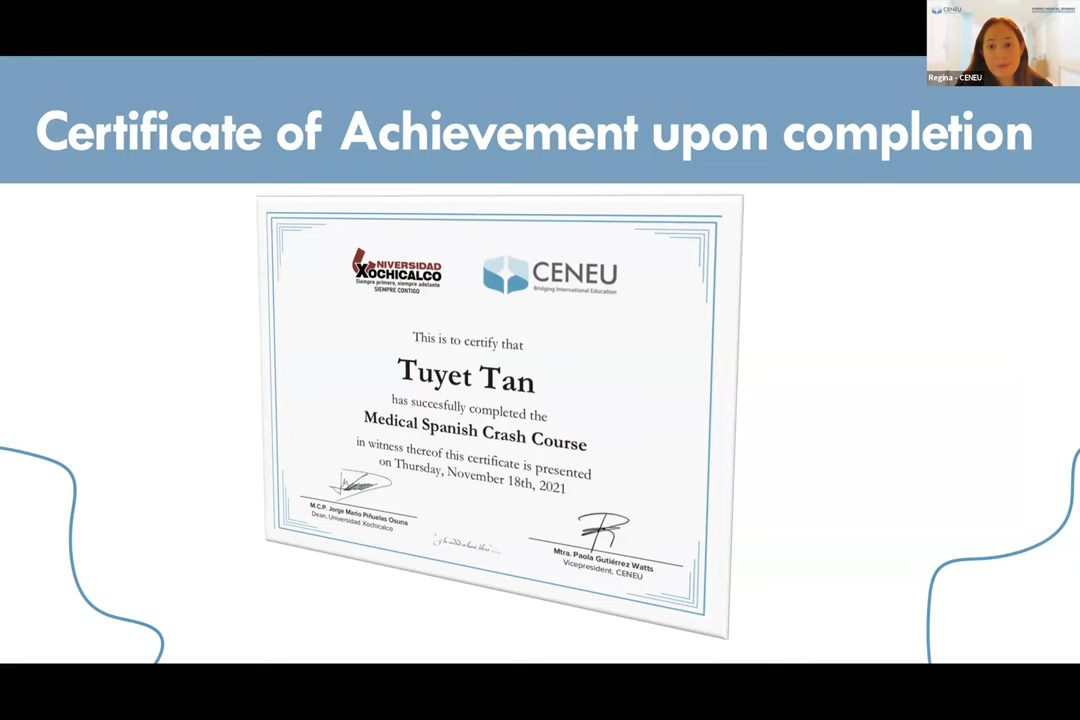 CENEU
Regina - CENEU
Certificate of Achievement upon completion
UNIVERSIDAD
XOCHICALCO
Siempre primero, siempre adelante
SIEMPRE CONTIGO
CENEU
Bridging International Education
This is to certify that
Tuyet Tan
has succesfully completed the
Medical Spanish Crash Course
in witness thereof this certificate is presented
on Thursday, November 18th, 2021
M.C.P. Jorge Mario Piñuelas Osuna
Dean, Universidad Xochicalco
Mtra. Paola Gutiérrez Watts
Vicepresident, CENEU